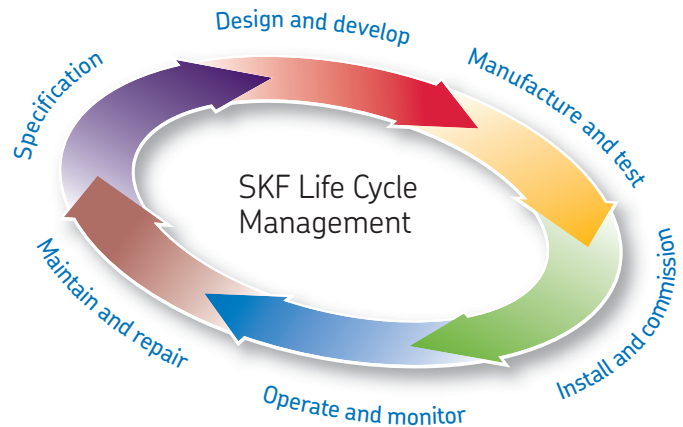 Design and develop
Manufacture and test
Install and commission
Operate and monitor
Maintain and repair
Specification
SKF Life Cycle
Management